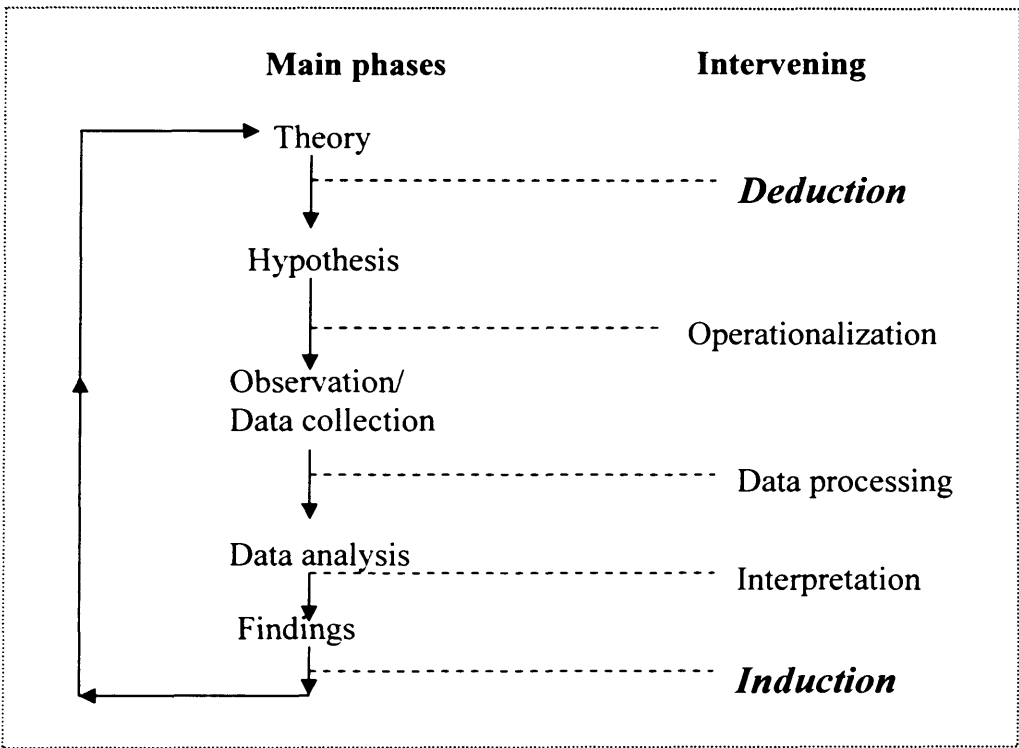 Main phases Intervening
Theory
Deduction
Hypothesis
Operationalization
Observation/
Data collection
Data processing
Data analysis
Interpretation
Findings
Induction